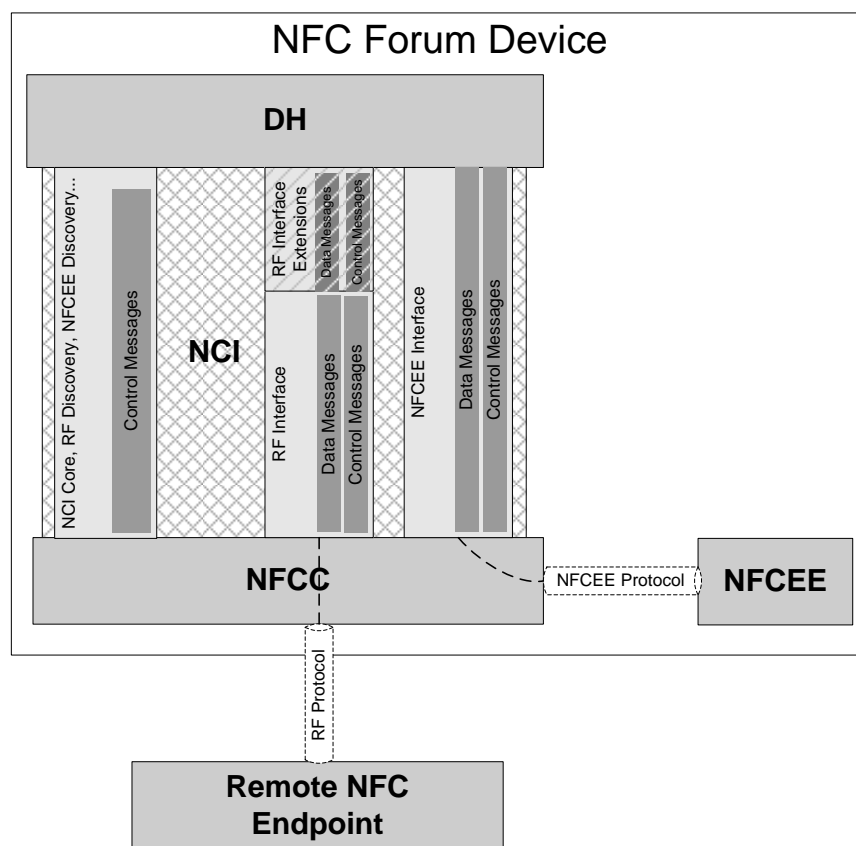 NFC Forum Device
DH
NCI Core, RF Discovery, NFCEE Discovery...
Control Messages
NCI
RF Interface
Extensions
Data Messages
Control Messages
RF Interface
Data Messages
Control Messages
NFCEE Interface
Data Messages
Control Messages
NFCC
NFCEE Protocol
NFCEE
RF Protocol
Remote NFC
Endpoint